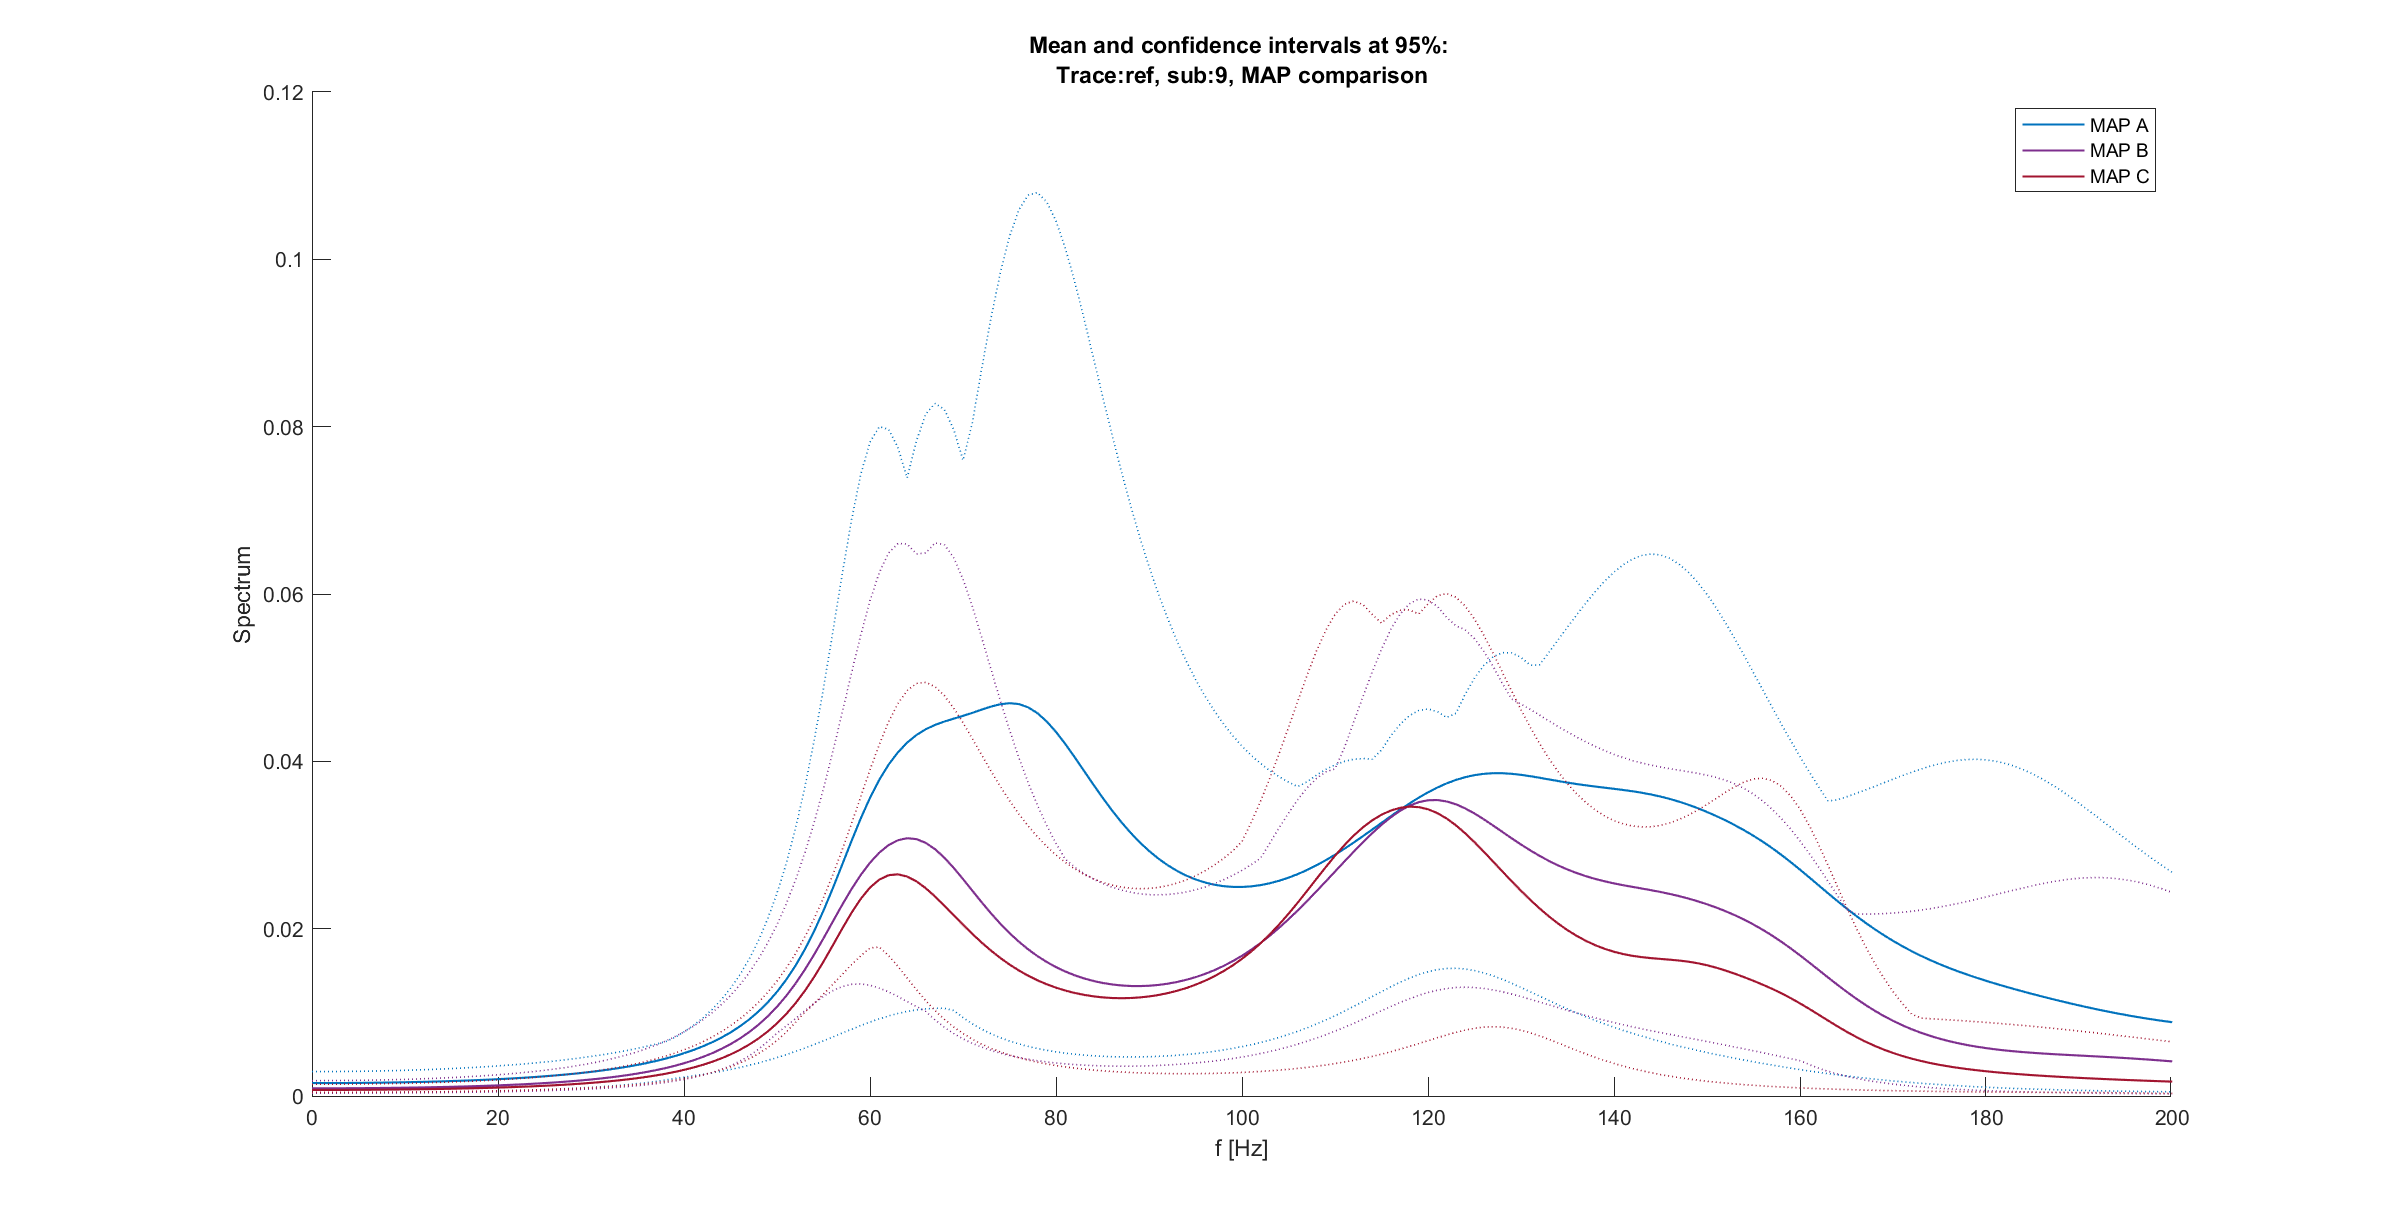 Mean and confidence intervals at 95%:
Trace:ref, sub:9, MAP comparison
0.12
0.1
0.08
0.06
0.04
0.02
0
Spectrum
MAP A
MAP B
MAP C
0 20 40 60 80 100 120 140 160 180 200
f [Hz]